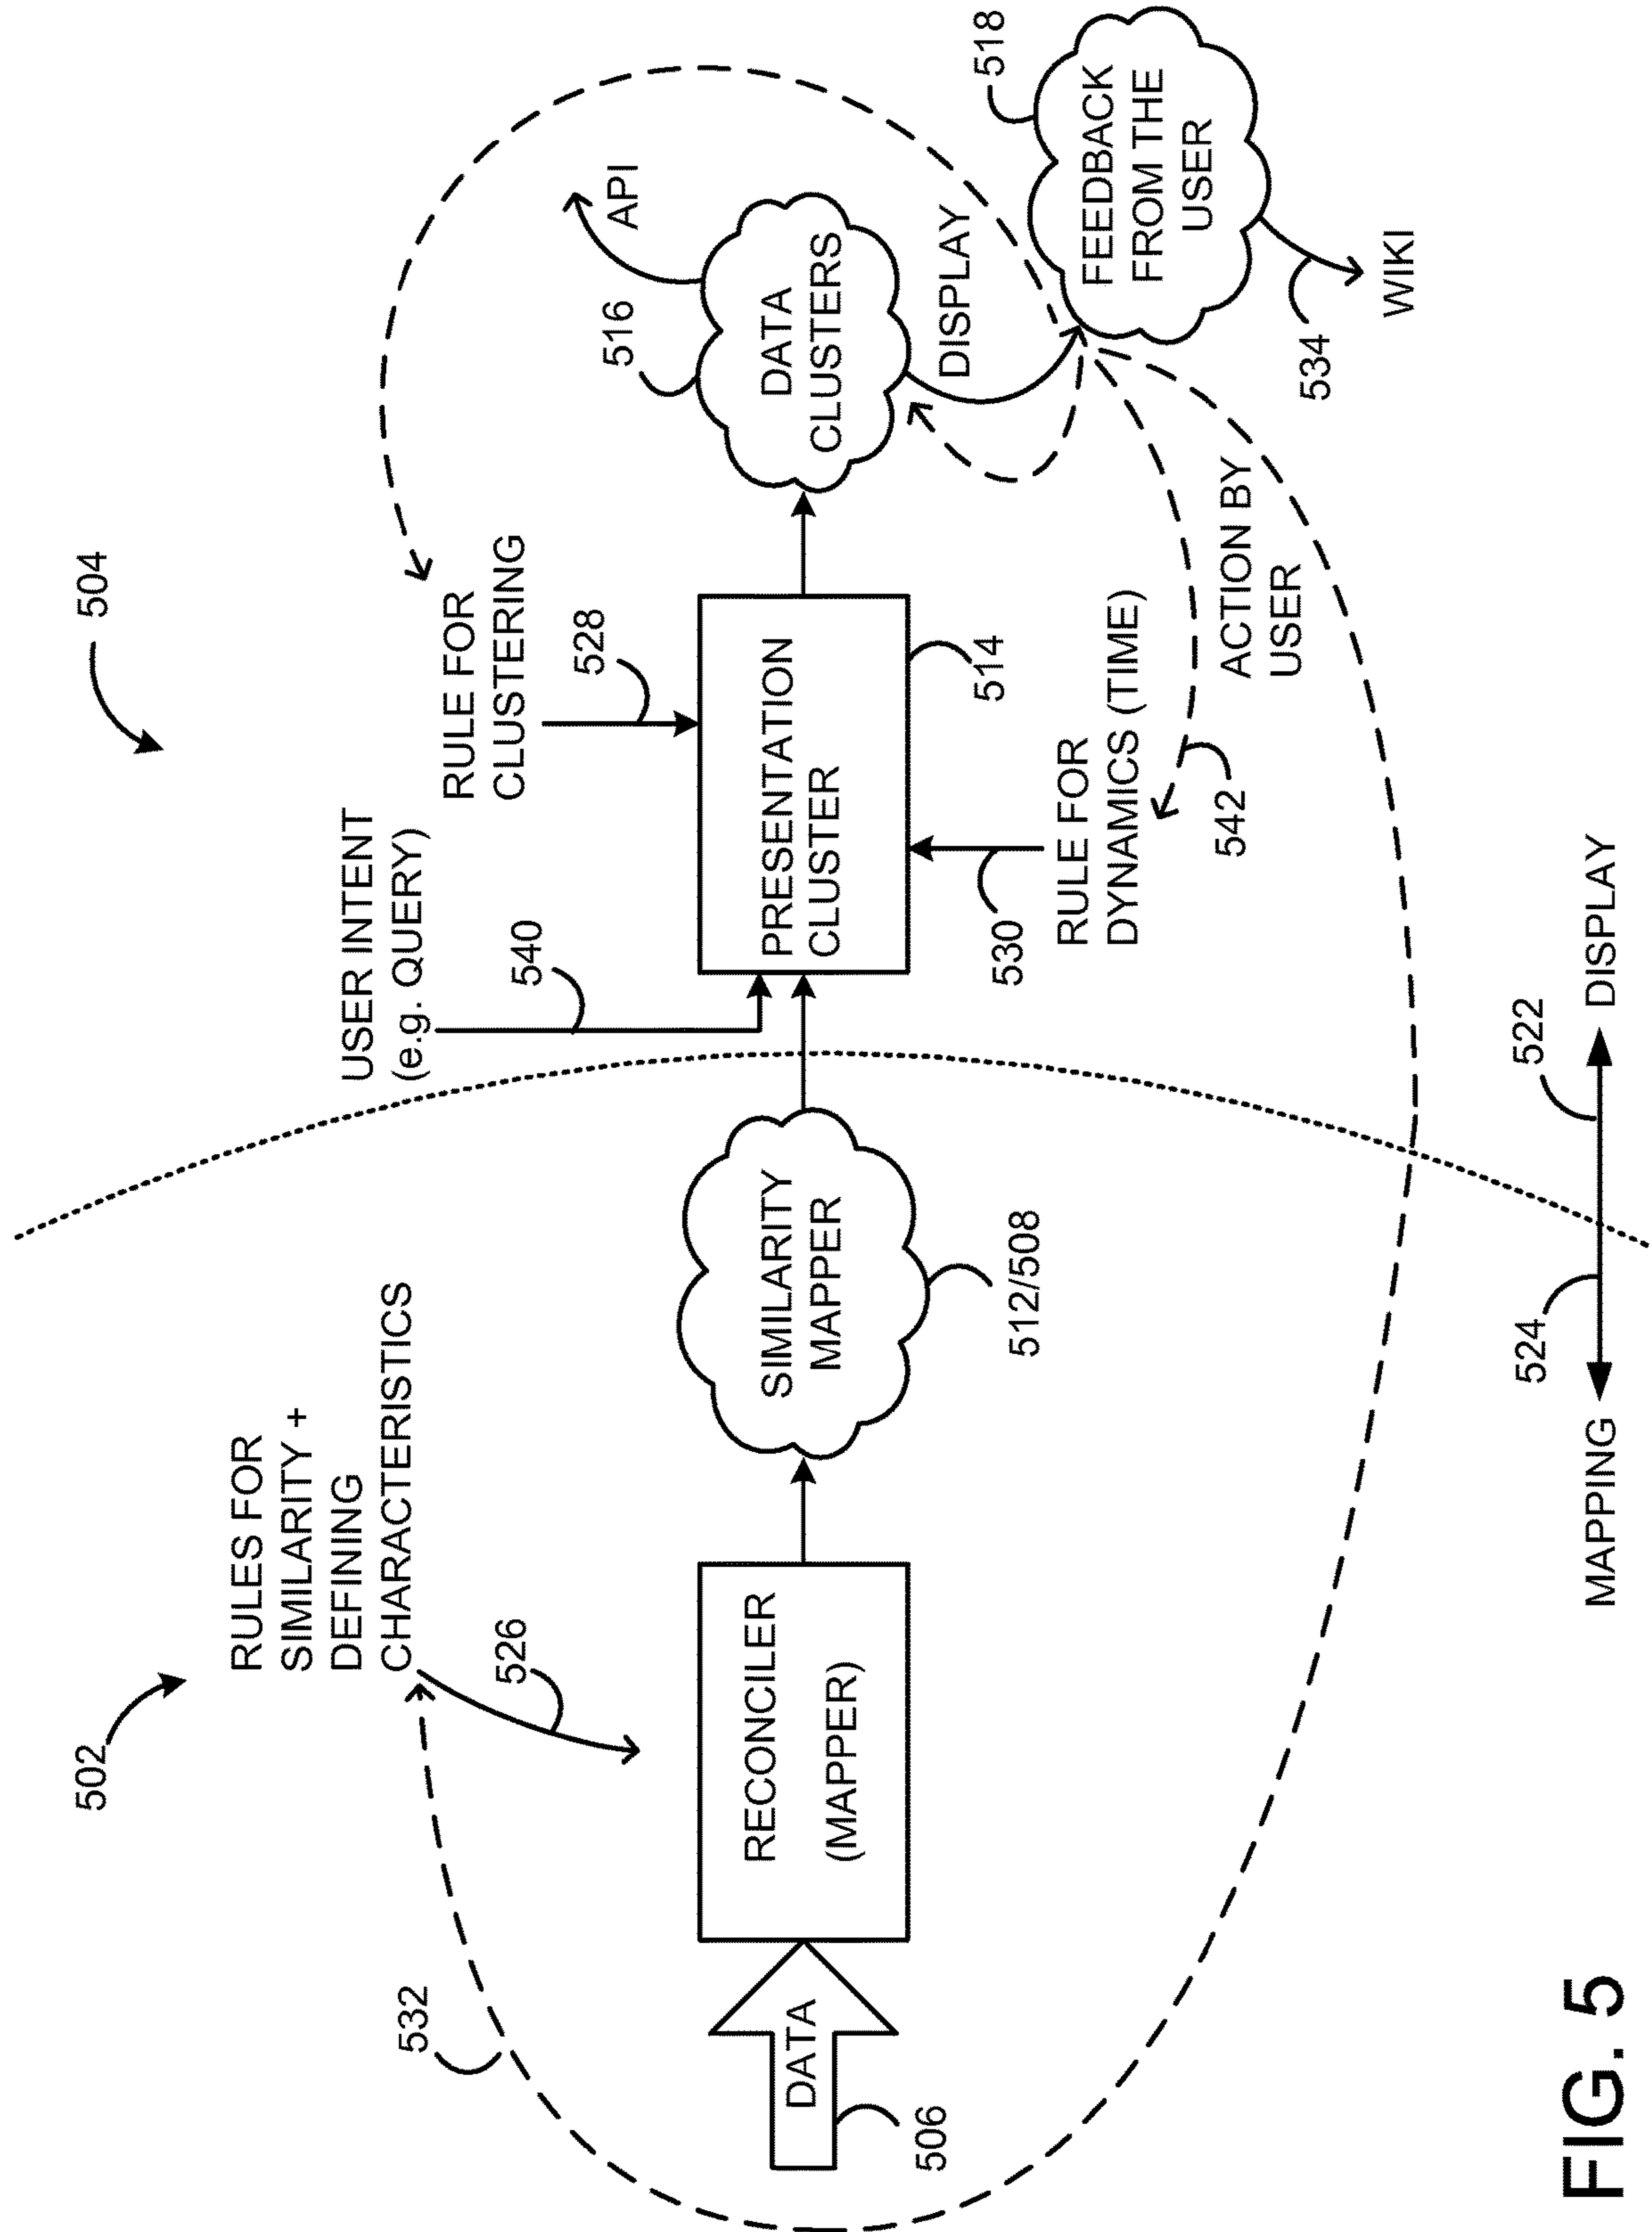 502
504
RULES FOR
SIMILARITY +
DEFINING
CHARACTERISTICS
USER INTENT
(e.g. QUERY)
RULE FOR
CLUSTERING
532
526
540
528
516
API
DATA
RECONCILER
(MAPPER)
SIMILARITY
MAPPER
PRESENTATION
CLUSTER
DATA
CLUSTERS
506
512/508
530
514
DISPLAY
518
RULE FOR
DYNAMICS (TIME)
FEEDBACK
FROM THE
USER
542
ACTION BY
USER
534
WIKI
524
522
MAPPING
DISPLAY
FIG. 5